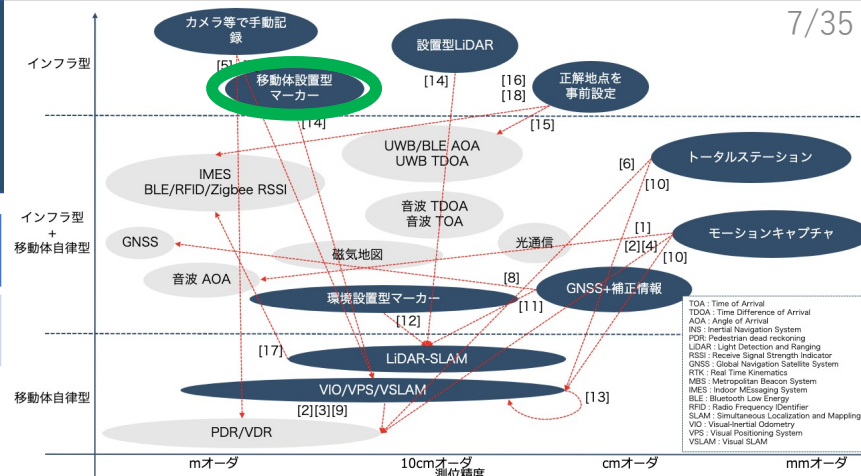 7/35
カメラ等で手動記
録
設置型LiDAR
インフラ型
[5]
移動体設置型
マーカー
[14]
[16]
[18]
正解地点を
事前設定
[14]
[15]
UWB/BLE AOA
UWB TDOA
[6]
トータルステーション
IMES
BLE/RFID/Zigbee RSSI
[10]
音波 TDOA
音波 TOA
インフラ型
+
移動体自律型
[1]
モーションキャプチャ
GNSS
光通信
[2][4]
磁気地図
[10]
音波 AOA
[8]
GNSS+補正情報
環境設置型マーカー
[11]
[12]
TOA : Time of Arrival
TDOA : Time Difference of Arrival
AOA : Angle of Arrival
INS : Inertial Navigation System
PDR: Pedestrian dead reckoning
LiDAR : Light Detection and Ranging
RSSI : Receive Signal Strength Indicator
GNSS : Global Navigation Satellite System
RTK : Real Time Kinematics
MBS : Metropolitan Beacon System
IMES : Indoor MEssaging System
BLE : Bluetooth Low Energy
RFID : Radio Frequency IDentifier
SLAM : Simultaneous Localization and Mapping
VIO : Visual-Inertial Odometry
VPS : Visual Positioning System
VSLAM : Visual SLAM
[17]
LiDAR-SLAM
移動体自律型
VIO/VPS/VSLAM
[13]
[2][3][9]
PDR/VDR
mオーダ
10cmオーダ
cmオーダ
mmオーダ
測位精度